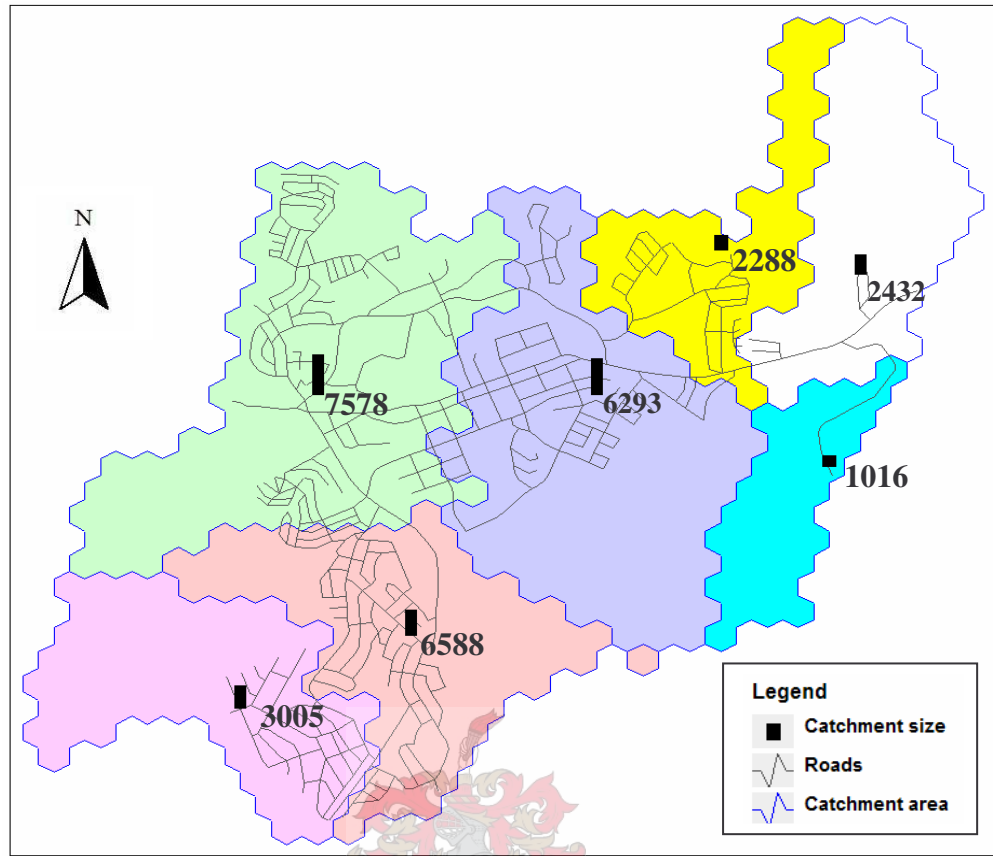 N
2288
2432
7578
6293
1016
6588
3005
Legend
Catchment size
Roads
Catchment area